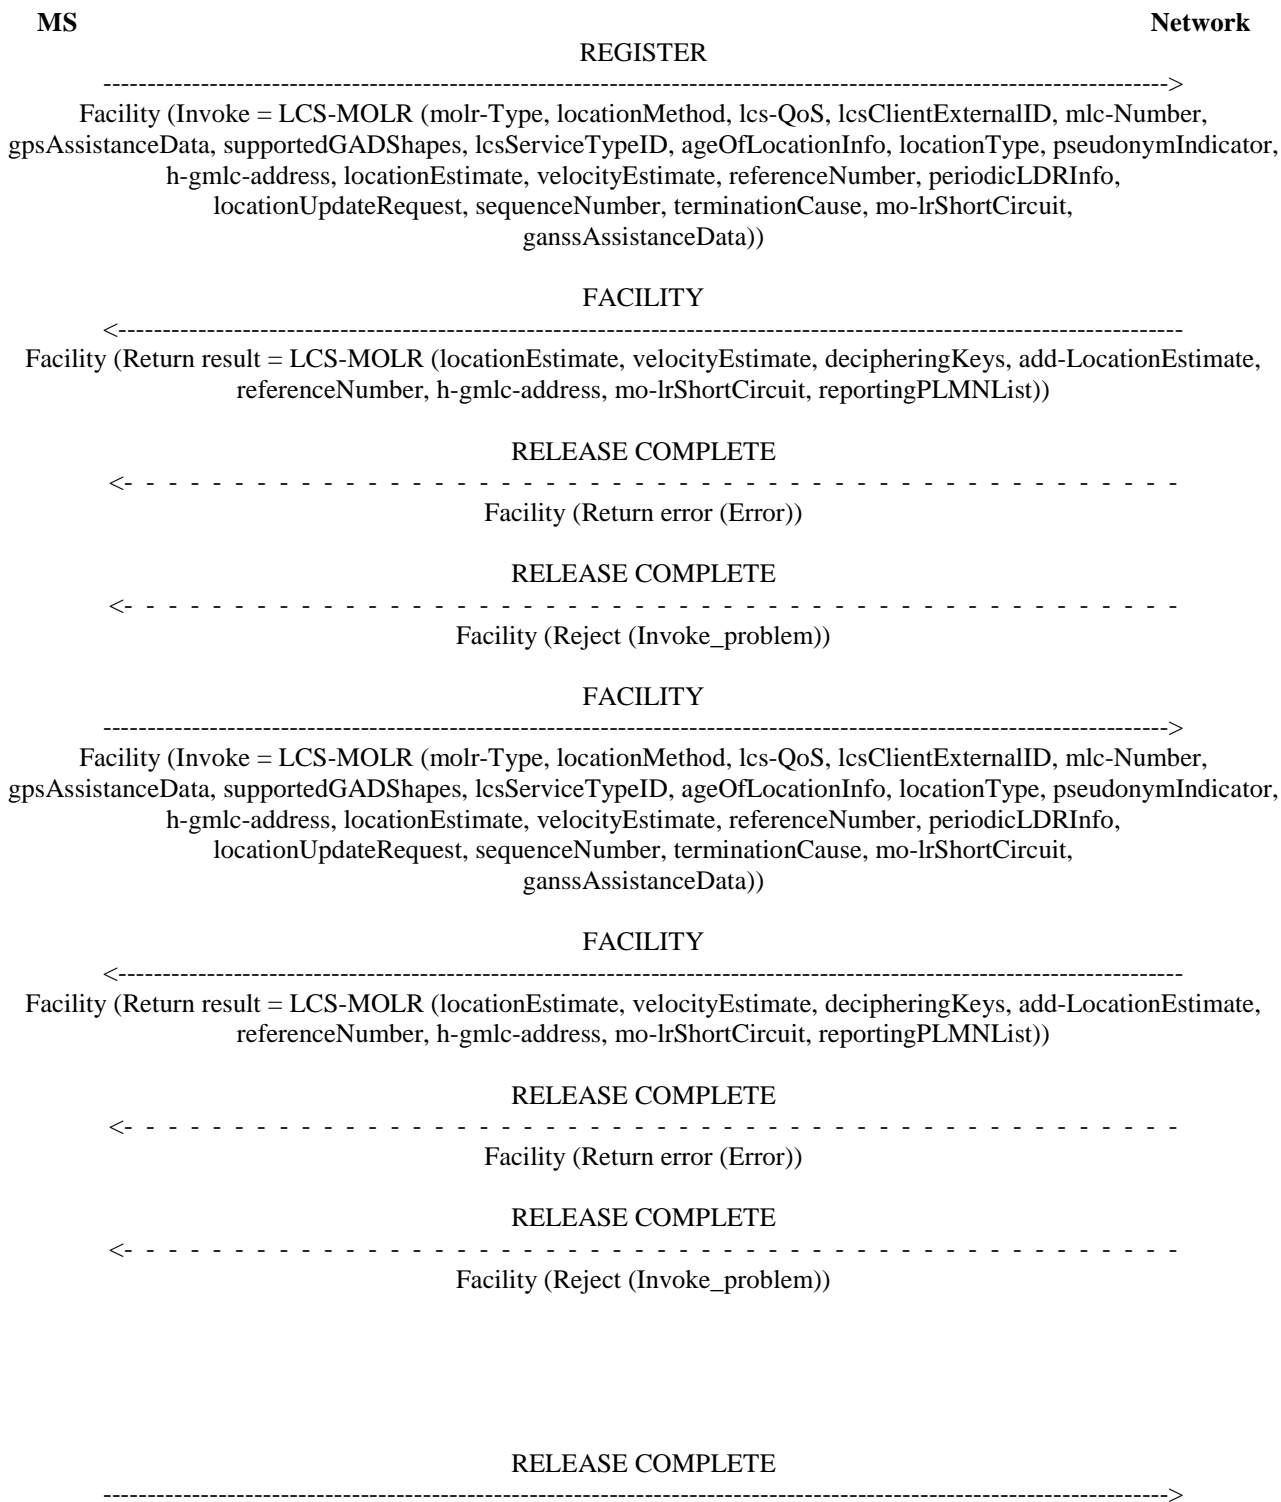 MS Network
REGISTER
------------------------------------------------------------------------------------------------------------------------>
Facility (Invoke = LCS-MOLR (molr-Type, locationMethod, lcs-QoS, lcsClientExternalID, mlc-Number,
gpsAssistanceData, supportedGADShapes, lcsServiceTypeID, ageOfLocationInfo, locationType, pseudonymIndicator,
h-gmlc-address, locationEstimate, velocityEstimate, referenceNumber, periodicLDRInfo,
locationUpdateRequest, sequenceNumber, terminationCause, mo-lrShortCircuit,
ganssAssistanceData))
FACILITY
<------------------------------------------------------------------------------------------------------------------------
Facility (Return result = LCS-MOLR (locationEstimate, velocityEstimate, decipheringKeys, add-LocationEstimate,
referenceNumber, h-gmlc-address, mo-lrShortCircuit, reportingPLMNList))
RELEASE COMPLETE
<- - - - - - - - - - - - - - - - - - - - - - - - - - - - - - - - - - - - - - - - - - - - - - - -
Facility (Return error (Error))
RELEASE COMPLETE
<- - - - - - - - - - - - - - - - - - - - - - - - - - - - - - - - - - - - - - - - - - - - - - - -
Facility (Reject (Invoke_problem))
FACILITY
------------------------------------------------------------------------------------------------------------------------>
Facility (Invoke = LCS-MOLR (molr-Type, locationMethod, lcs-QoS, lcsClientExternalID, mlc-Number,
gpsAssistanceData, supportedGADShapes, lcsServiceTypeID, ageOfLocationInfo, locationType, pseudonymIndicator,
h-gmlc-address, locationEstimate, velocityEstimate, referenceNumber, periodicLDRInfo,
locationUpdateRequest, sequenceNumber, terminationCause, mo-lrShortCircuit,
ganssAssistanceData))
FACILITY
<------------------------------------------------------------------------------------------------------------------------
Facility (Return result = LCS-MOLR (locationEstimate, velocityEstimate, decipheringKeys, add-LocationEstimate,
referenceNumber, h-gmlc-address, mo-lrShortCircuit, reportingPLMNList))
RELEASE COMPLETE
<- - - - - - - - - - - - - - - - - - - - - - - - - - - - - - - - - - - - - - - - - - - - - - - -
Facility (Return error (Error))
RELEASE COMPLETE
<- - - - - - - - - - - - - - - - - - - - - - - - - - - - - - - - - - - - - - - - - - - - - - - -
Facility (Reject (Invoke_problem))
RELEASE COMPLETE
------------------------------------------------------------------------------------------------------------------------>